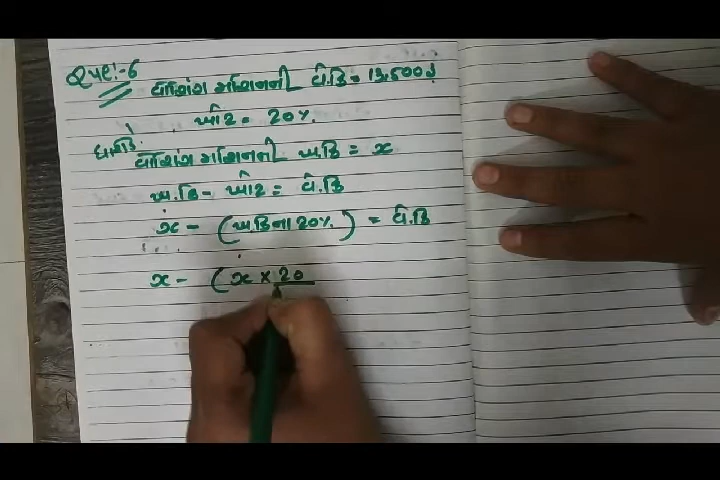 Que:-6
વોશિંગ મશિનની વે.કિં = 13,500 રૂ
ખોટ = 20%.
ધારોકે
વોશિંગ મશિનની ખ.કિં = x
ખ.કિં - ખોટ = વે.કિં
x - (ખ.કિંના 20%.) = વે.કિં
x - (x × 20